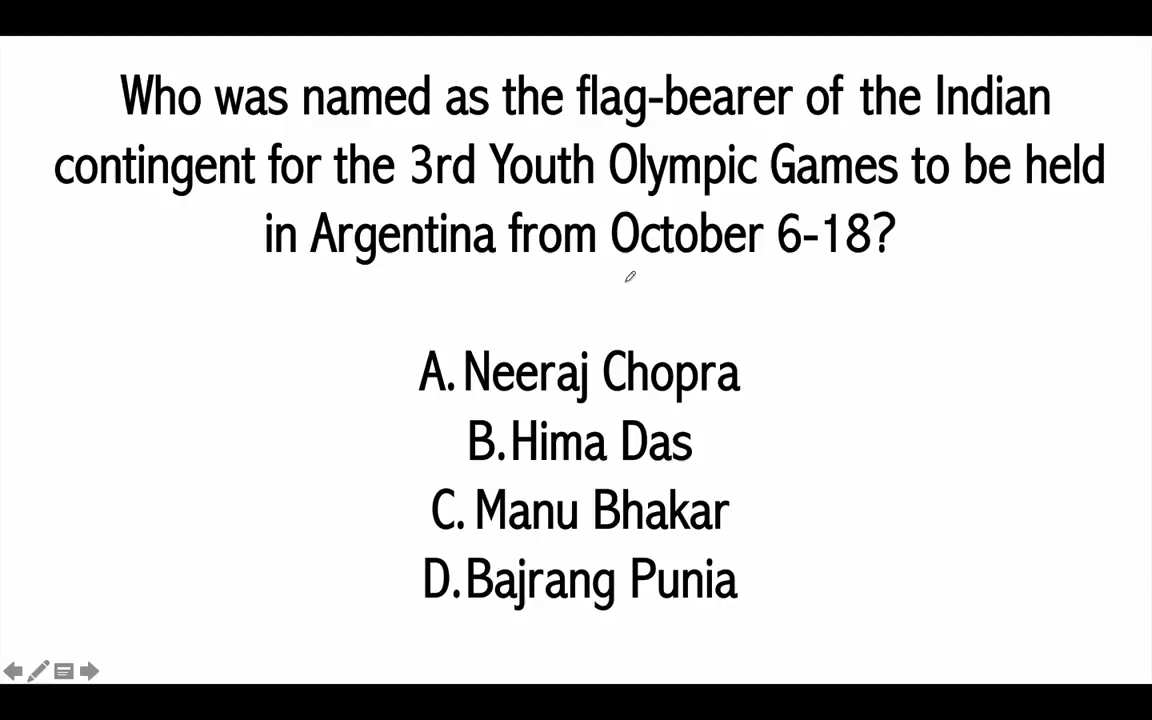 Who was named as the flag-bearer of the Indian
contingent for the 3rd Youth Olympic Games to be held
in Argentina from October 6-18?
A. Neeraj Chopra
B. Hima Das
C. Manu Bhakar
D. Bajrang Punia